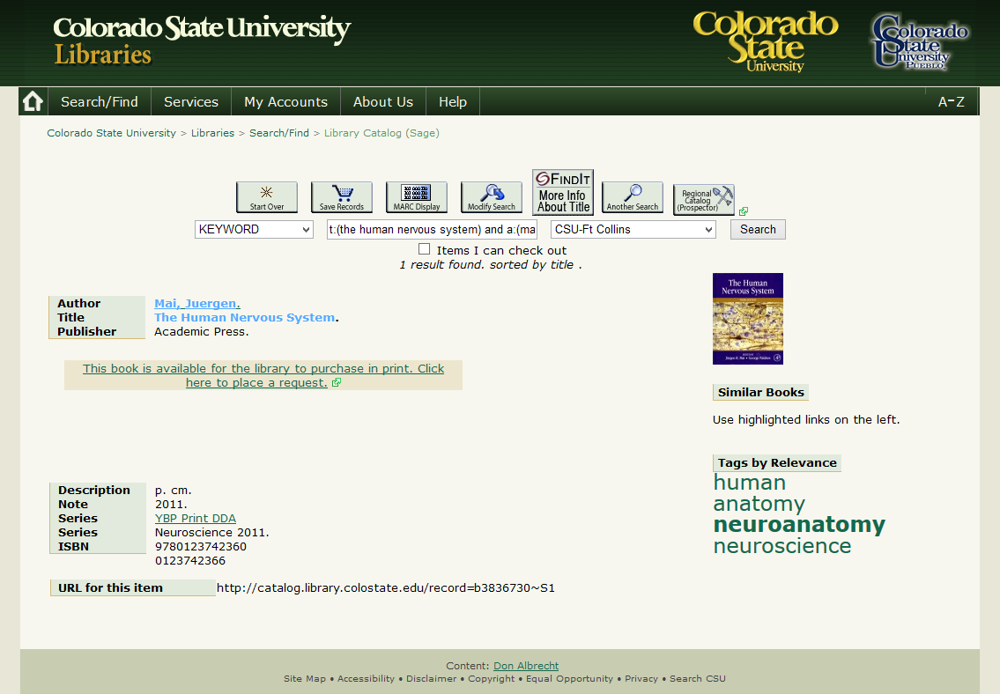 Colorado State University
Libraries
Colorado
State
University
Colorado
State
University
PUEBLO
Search/Find Services My Accounts About Us Help A-Z
Colorado State University > Libraries > Search/Find > Library Catalog (Sage)
Start Over
Save Records
MARC Display
Modify Search
FINDIT
More Info
About Title
Another Search
Regional
Catalog
(Prospector)
KEYWORD t:(the human nervous system) and a:(ma CSU-Ft Collins Search
Items I can check out
1 result found. sorted by title .
Author Mai, Juergen.
Title The Human Nervous System.
Publisher Academic Press.
This book is available for the library to purchase in print. Click
here to place a request.
Description p. cm.
Note 2011.
Series YBP Print DDA
Series Neuroscience 2011.
ISBN 9780123742360
0123742366
URL for this item http://catalog.library.colostate.edu/record=b3836730~S1
The Human
Nervous System
Similar Books
Use highlighted links on the left.
Tags by Relevance
human
anatomy
neuroanatomy
neuroscience
Content: Don Albrecht
Site Map • Accessibility • Disclaimer • Copyright • Equal Opportunity • Privacy • Search CSU